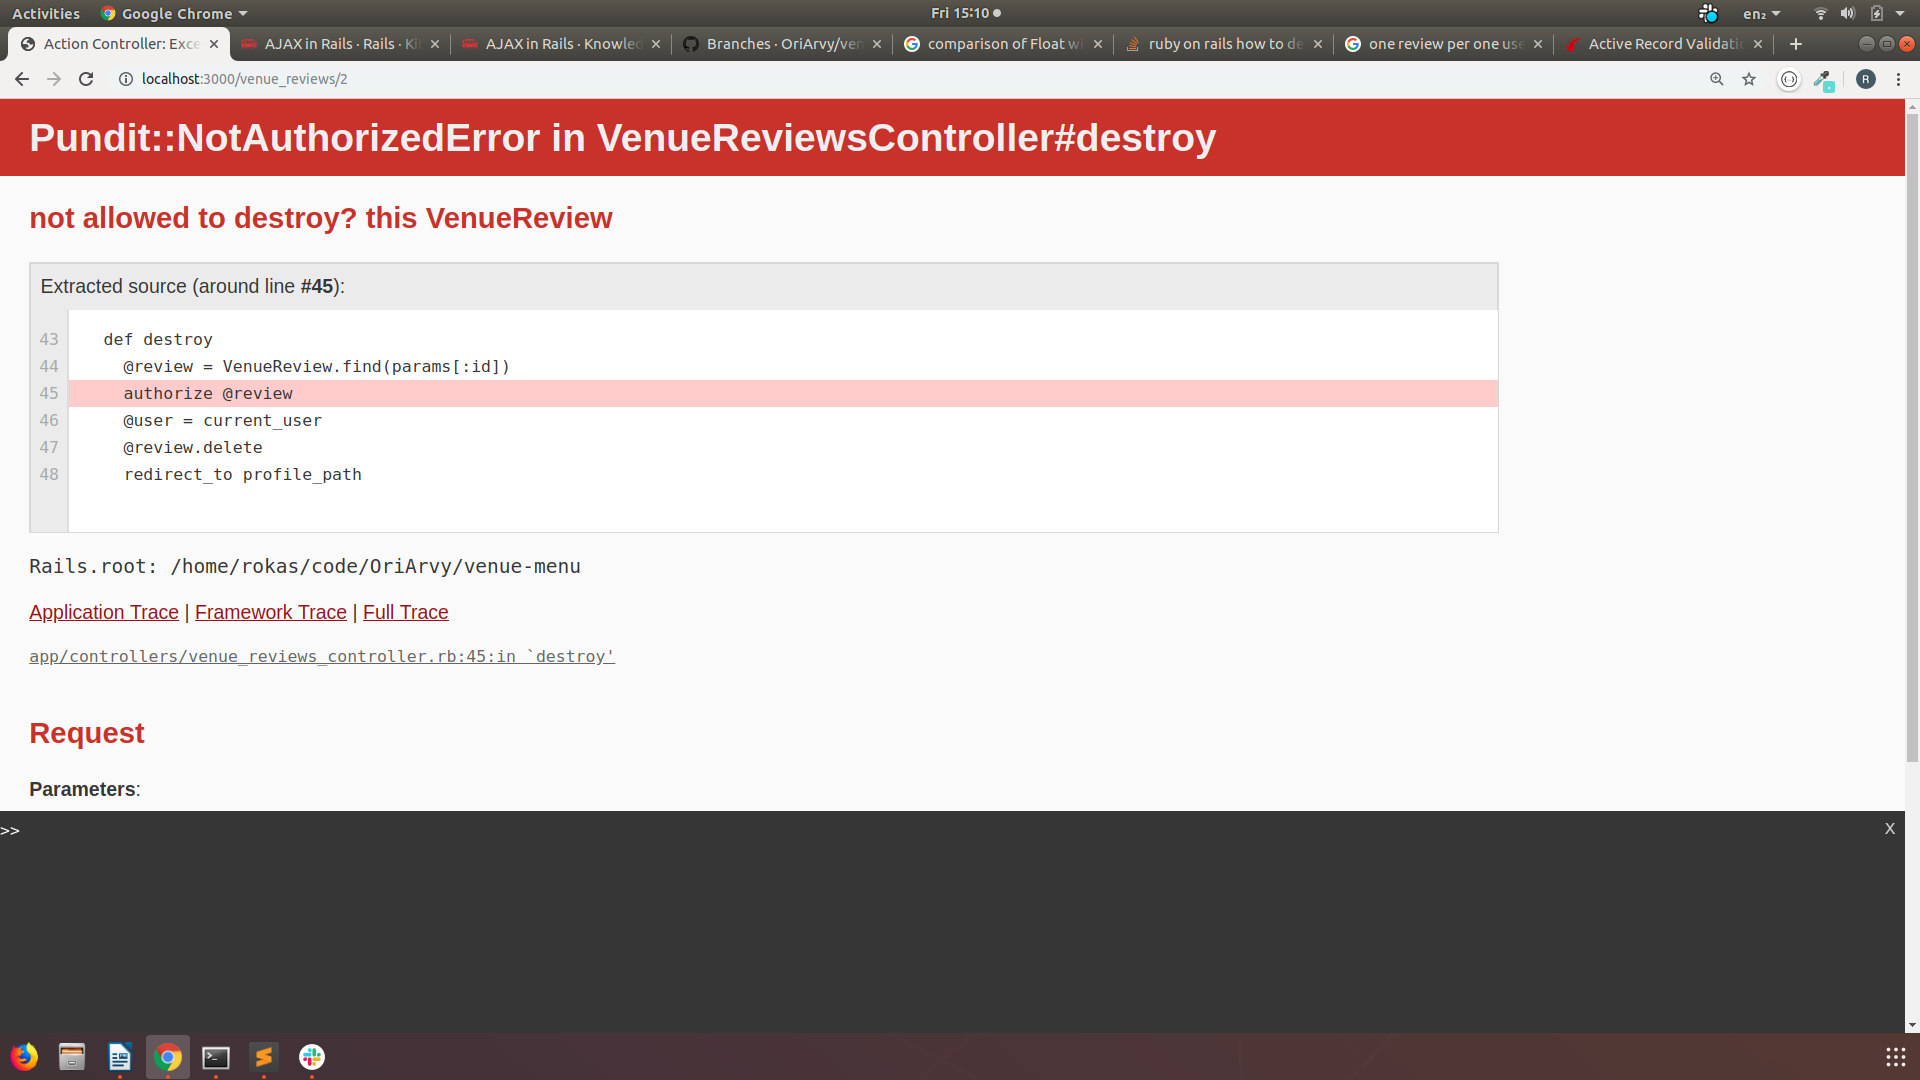 Activities Google Chrome Fri 15:10 en₂
Action Controller: Exce AJAX in Rails · Rails · Ki AJAX in Rails · Knowled Branches · OriArvy/ven comparison of Float wi ruby on rails how to de one review per one use Active Record Validatio
localhost:3000/venue_reviews/2 R
Pundit::NotAuthorizedError in VenueReviewsController#destroy
not allowed to destroy? this VenueReview
Extracted source (around line #45):
43 def destroy
44 @review = VenueReview.find(params[:id])
45 authorize @review
46 @user = current_user
47 @review.delete
48 redirect_to profile_path
Rails.root: /home/rokas/code/OriArvy/venue-menu
Application Trace | Framework Trace | Full Trace
app/controllers/venue_reviews_controller.rb:45:in `destroy'
Request
Parameters:
>> X